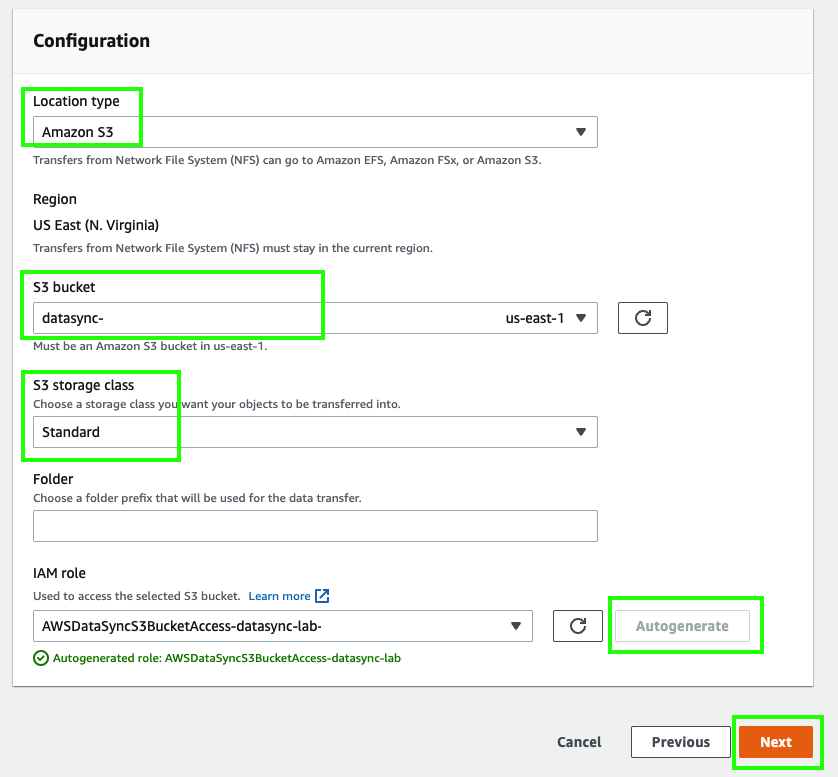 Configuration
Location type
Amazon S3
Transfers from Network File System (NFS) can go to Amazon EFS, Amazon FSx, or Amazon S3.
Region
US East (N. Virginia)
Transfers from Network File System (NFS) must stay in the current region.
S3 bucket
datasync- us-east-1
Must be an Amazon S3 bucket in us-east-1.
S3 storage class
Choose a storage class you want your objects to be transferred into.
Standard
Folder
Choose a folder prefix that will be used for the data transfer.
IAM role
Used to access the selected S3 bucket. Learn more
AWSDataSyncS3BucketAccess-datasync-lab- Autogenerate
Autogenerated role: AWSDataSyncS3BucketAccess-datasync-lab
Cancel Previous Next